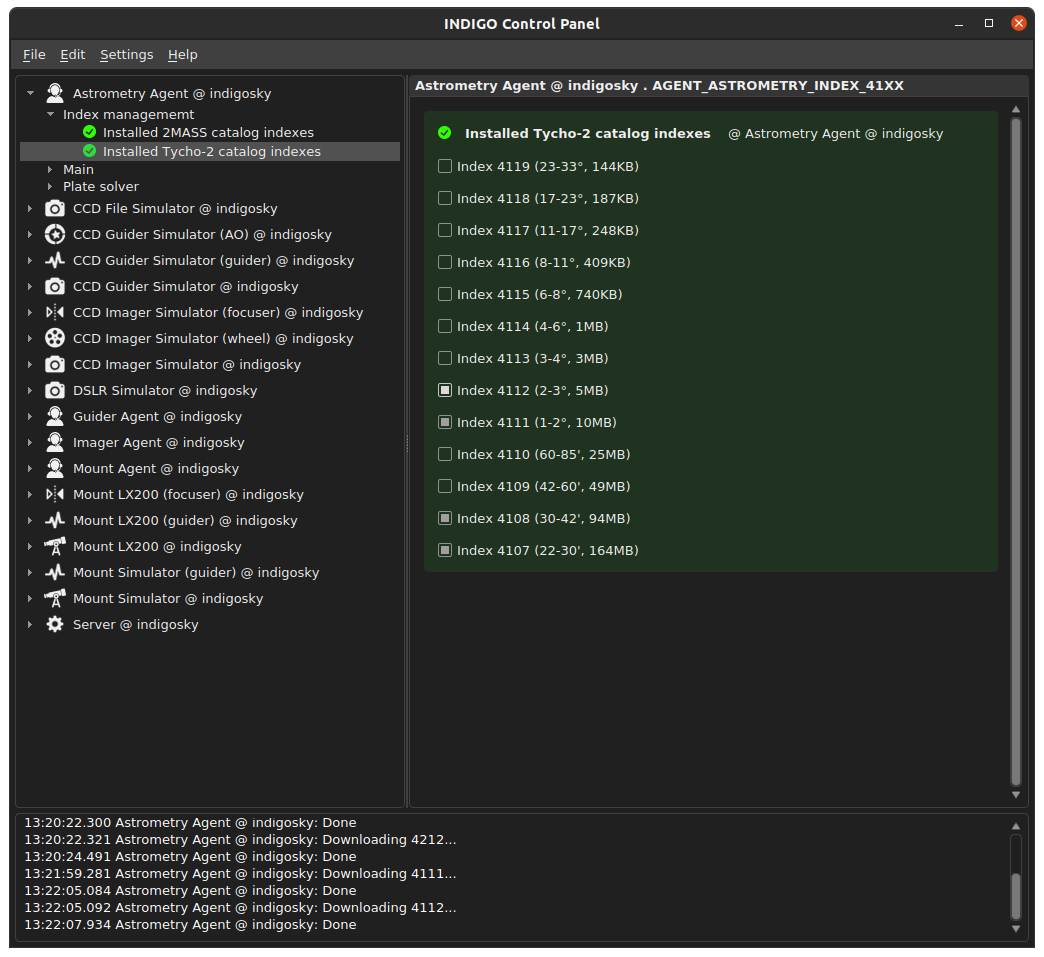 INDIGO Control Panel
File Edit Settings Help
Astrometry Agent @ indigosky
Index managememt
Installed 2MASS catalog indexes
Installed Tycho-2 catalog indexes
Main
Plate solver
CCD File Simulator @ indigosky
CCD Guider Simulator (AO) @ indigosky
CCD Guider Simulator (guider) @ indigosky
CCD Guider Simulator @ indigosky
CCD Imager Simulator (focuser) @ indigosky
CCD Imager Simulator (wheel) @ indigosky
CCD Imager Simulator @ indigosky
DSLR Simulator @ indigosky
Guider Agent @ indigosky
Imager Agent @ indigosky
Mount Agent @ indigosky
Mount LX200 (focuser) @ indigosky
Mount LX200 (guider) @ indigosky
Mount LX200 @ indigosky
Mount Simulator (guider) @ indigosky
Mount Simulator @ indigosky
Server @ indigosky
Astrometry Agent @ indigosky . AGENT_ASTROMETRY_INDEX_41XX
Installed Tycho-2 catalog indexes @ Astrometry Agent @ indigosky
Index 4119 (23-33°, 144KB)
Index 4118 (17-23°, 187KB)
Index 4117 (11-17°, 248KB)
Index 4116 (8-11°, 409KB)
Index 4115 (6-8°, 740KB)
Index 4114 (4-6°, 1MB)
Index 4113 (3-4°, 3MB)
Index 4112 (2-3°, 5MB)
Index 4111 (1-2°, 10MB)
Index 4110 (60-85', 25MB)
Index 4109 (42-60', 49MB)
Index 4108 (30-42', 94MB)
Index 4107 (22-30', 164MB)
13:20:22.300 Astrometry Agent @ indigosky: Done
13:20:22.321 Astrometry Agent @ indigosky: Downloading 4212...
13:20:24.491 Astrometry Agent @ indigosky: Done
13:21:59.281 Astrometry Agent @ indigosky: Downloading 4111...
13:22:05.084 Astrometry Agent @ indigosky: Done
13:22:05.092 Astrometry Agent @ indigosky: Downloading 4112...
13:22:07.934 Astrometry Agent @ indigosky: Done